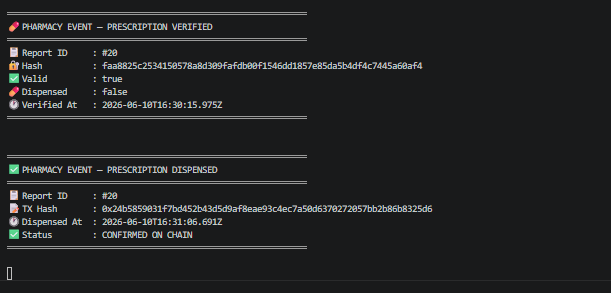 PHARMACY EVENT — PRESCRIPTION VERIFIED
Report ID : #20
Hash : faa8825c2534150578a8d309fafdb00f1546dd1857e85da5b4df4c7445a60af4
Valid : true
Dispensed : false
Verified At : 2026-06-10T16:30:15.975Z
PHARMACY EVENT — PRESCRIPTION DISPENSED
Report ID : #20
TX Hash : 0x24b5859031f7bd452b43d5d9af8eae93c4ec7a50d6370272057bb2b86b8325d6
Dispensed At : 2026-06-10T16:31:06.691Z
Status : CONFIRMED ON CHAIN